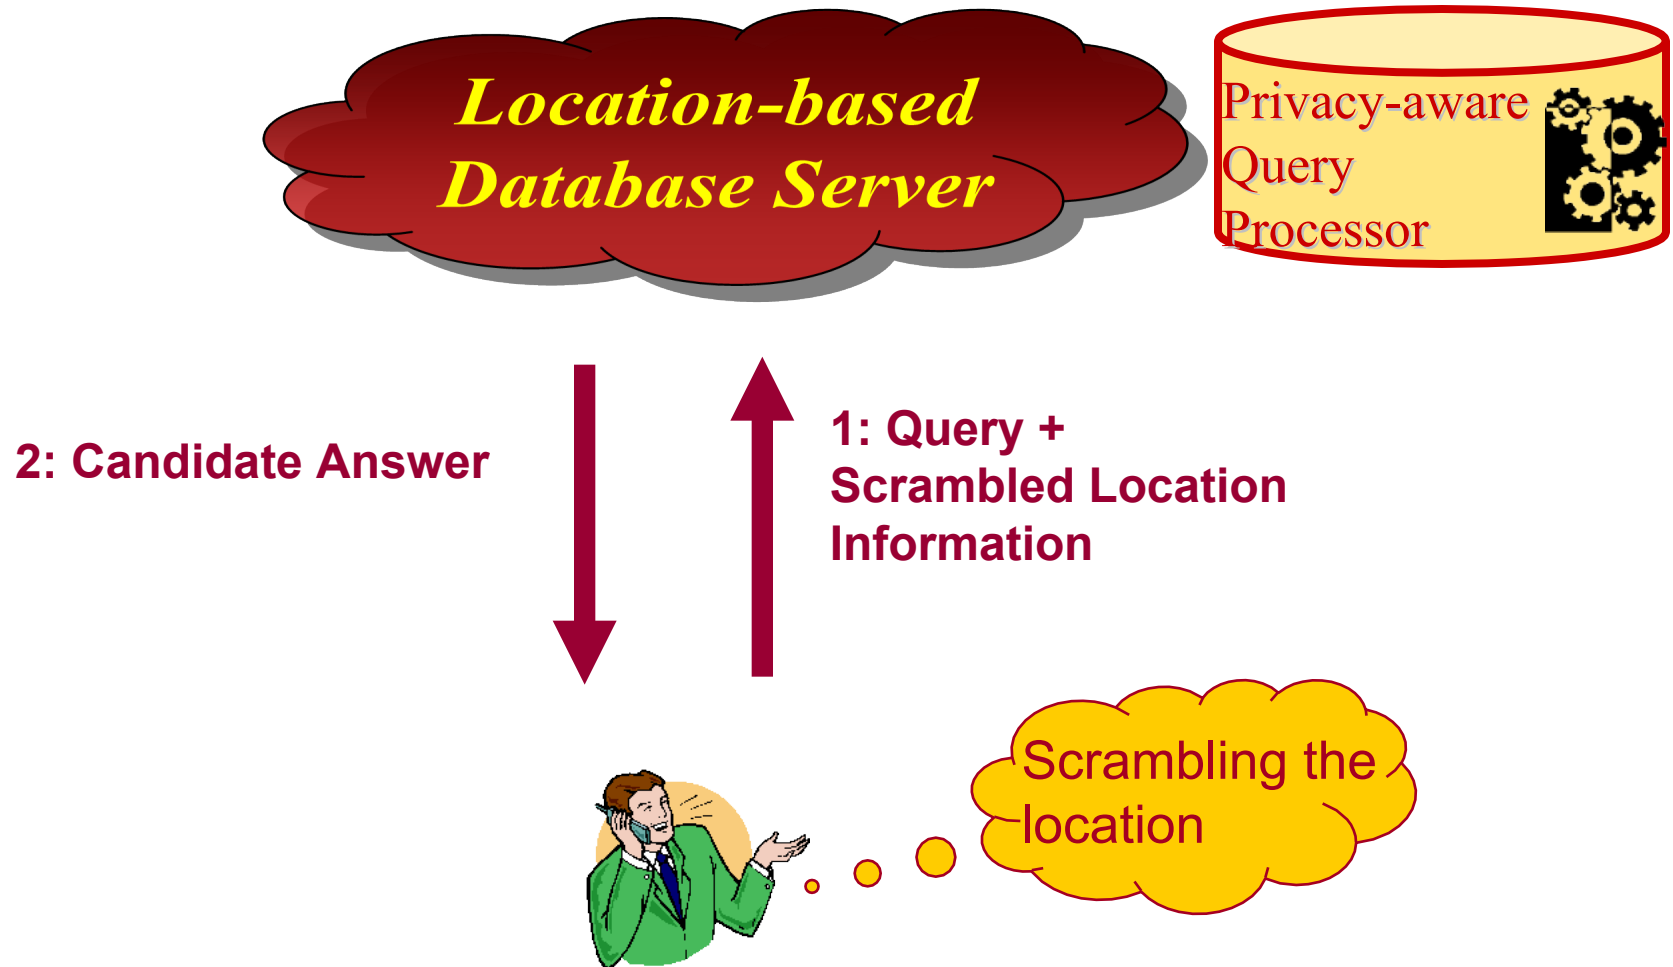 Location-based
Database Server
Privacy-aware
Query
Processor
2: Candidate Answer
1: Query +
Scrambled Location
Information
Scrambling the
location